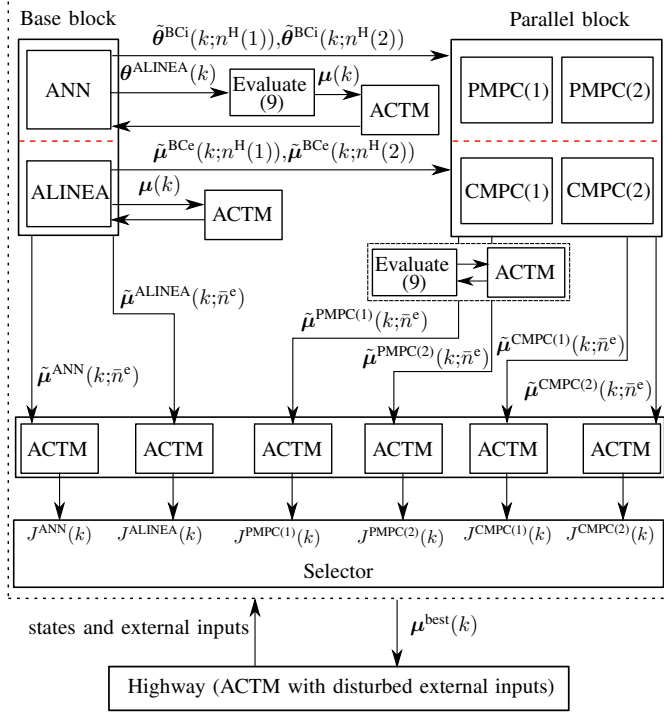 Base block
Parallel block
θ̃^BCi(k;n^H(1)),θ̃^BCi(k;n^H(2))
ANN
θ^ALINEA(k)
Evaluate
(9)
μ(k)
ACTM
PMPC(1)
PMPC(2)
μ̃^BCe(k;n^H(1)),μ̃^BCe(k;n^H(2))
ALINEA
μ(k)
ACTM
CMPC(1)
CMPC(2)
Evaluate
(9)
ACTM
μ̃^ALINEA(k;n̄^e)
μ̃^PMPC(1)(k;n̄^e)
μ̃^CMPC(1)(k;n̄^e)
μ̃^PMPC(2)(k;n̄^e)
μ̃^ANN(k;n̄^e)
μ̃^CMPC(2)(k;n̄^e)
ACTM ACTM ACTM ACTM ACTM ACTM
J^ANN(k) J^ALINEA(k) J^PMPC(1)(k) J^PMPC(2)(k) J^CMPC(1)(k) J^CMPC(2)(k)
Selector
states and external inputs
μ^best(k)
Highway (ACTM with disturbed external inputs)